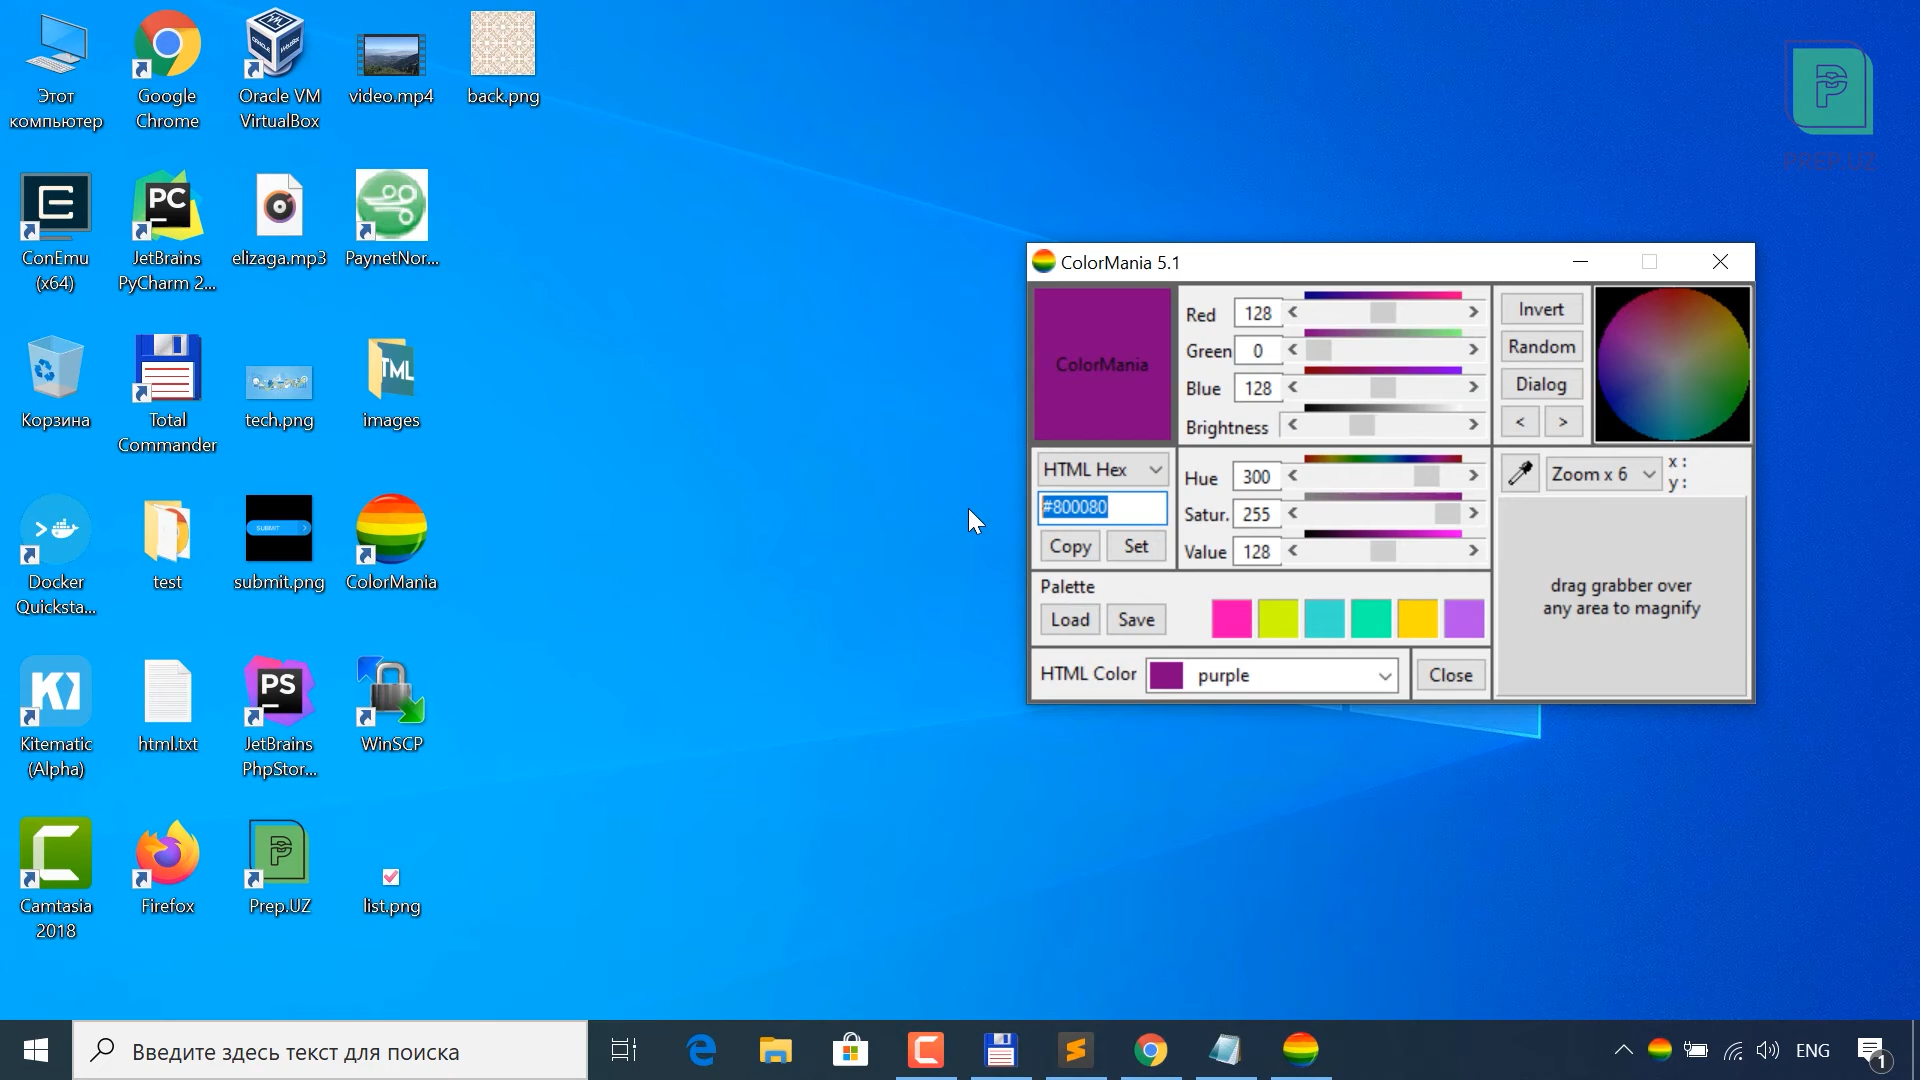 Этот
компьютер
Google
Chrome
Oracle VM
VirtualBox
video.mp4
back.png
ConEmu
(x64)
JetBrains
PyCharm 2...
elizaga.mp3
PaynetNor...
Корзина
Total
Commander
tech.png
images
Docker
Quicksta...
test
submit.png
ColorMania
Kitematic
(Alpha)
html.txt
JetBrains
PhpStor...
WinSCP
Camtasia
2018
Firefox
Prep.UZ
list.png
PREP.UZ
ColorMania 5.1
ColorMania
Red 128
Green 0
Blue 128
Brightness
Invert
Random
Dialog
< >
HTML Hex
#800080
Copy Set
Hue 300
Satur. 255
Value 128
Zoom x 6
x:
y:
drag grabber over
any area to magnify
Palette
Load Save
HTML Color purple Close
Введите здесь текст для поиска
ENG
1